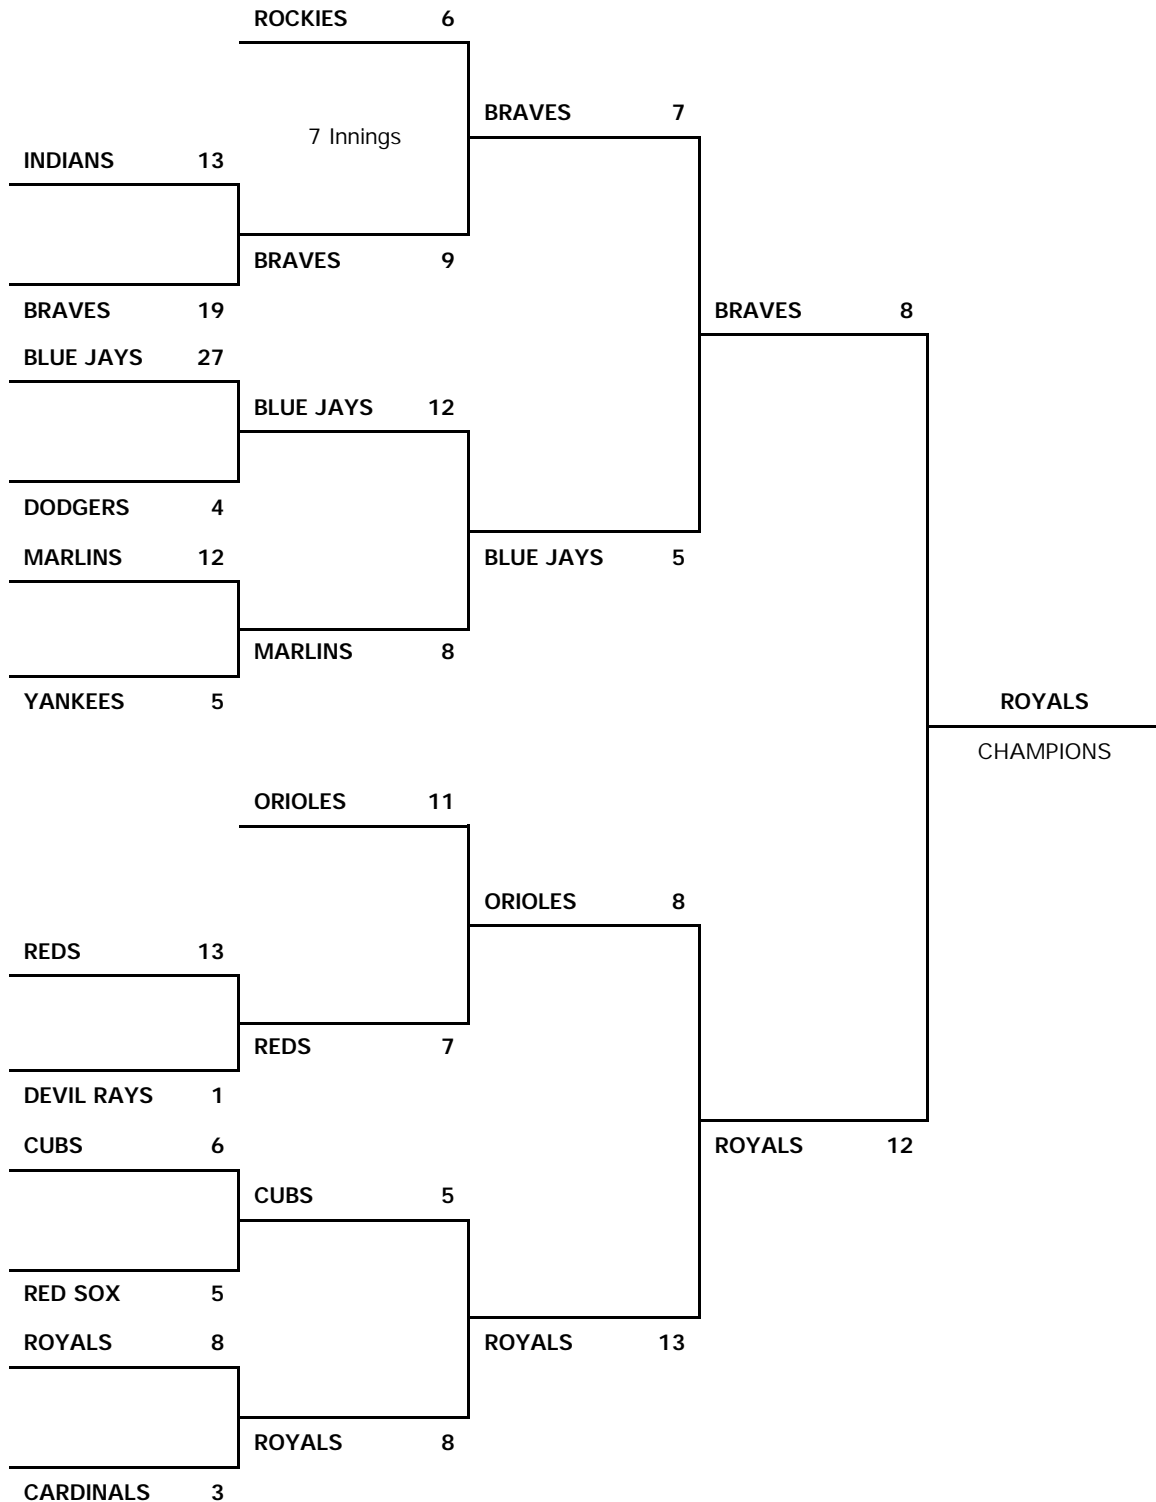 ROCKIES 6
BRAVES 7
7 Innings
INDIANS 13
BRAVES 9
BRAVES 19
BRAVES 8
BLUE JAYS 27
BLUE JAYS 12
DODGERS 4
MARLINS 12
BLUE JAYS 5
MARLINS 8
YANKEES 5
ROYALS
CHAMPIONS
ORIOLES 11
ORIOLES 8
REDS 13
REDS 7
DEVIL RAYS 1
CUBS 6
ROYALS 12
CUBS 5
RED SOX 5
ROYALS 8
ROYALS 13
ROYALS 8
CARDINALS 3